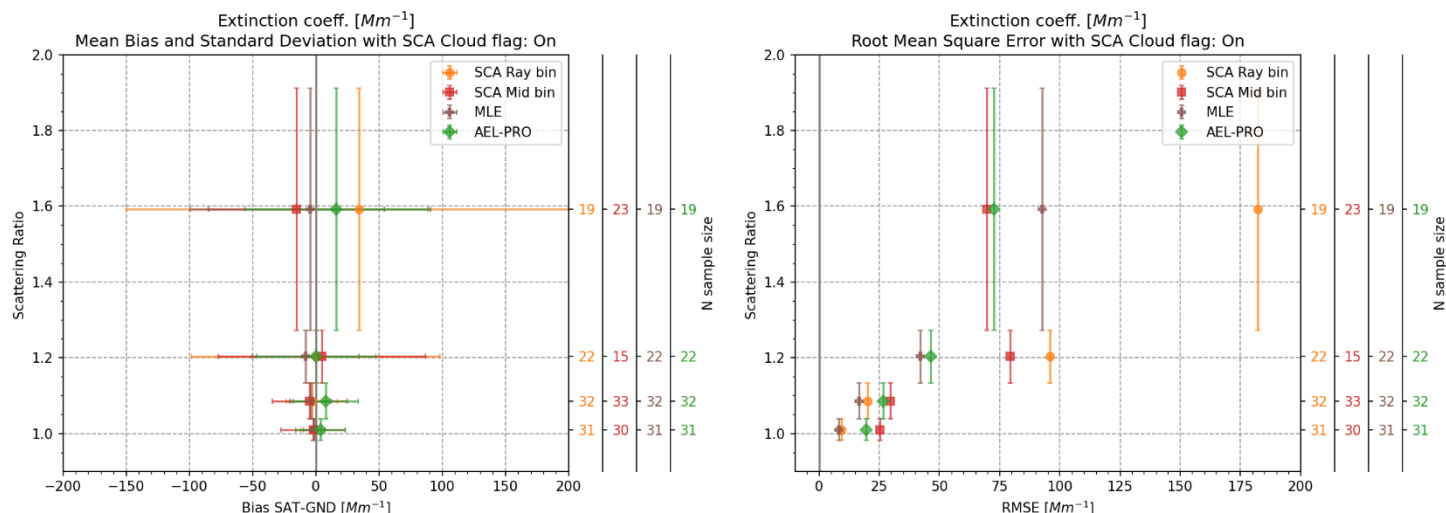 Extinction coeff. [Mm⁻¹]
Mean Bias and Standard Deviation with SCA Cloud flag: On
2.0
1.8
1.6
1.4
1.2
1.0
Scattering Ratio
SCA Ray bin
SCA Mid bin
MLE
AEL-PRO
19 23 19 19
22 15 22 22
32 33 32 32
31 30 31 31
N sample size
−200 −150 −100 −50 0 50 100 150 200
Bias SAT-GND [Mm⁻¹]
Extinction coeff. [Mm⁻¹]
Root Mean Square Error with SCA Cloud flag: On
2.0
1.8
1.6
1.4
1.2
1.0
Scattering Ratio
SCA Ray bin
SCA Mid bin
MLE
AEL-PRO
19 23 19 19
22 15 22 22
32 33 32 32
31 30 31 31
N sample size
0 25 50 75 100 125 150 175 200
RMSE [Mm⁻¹]